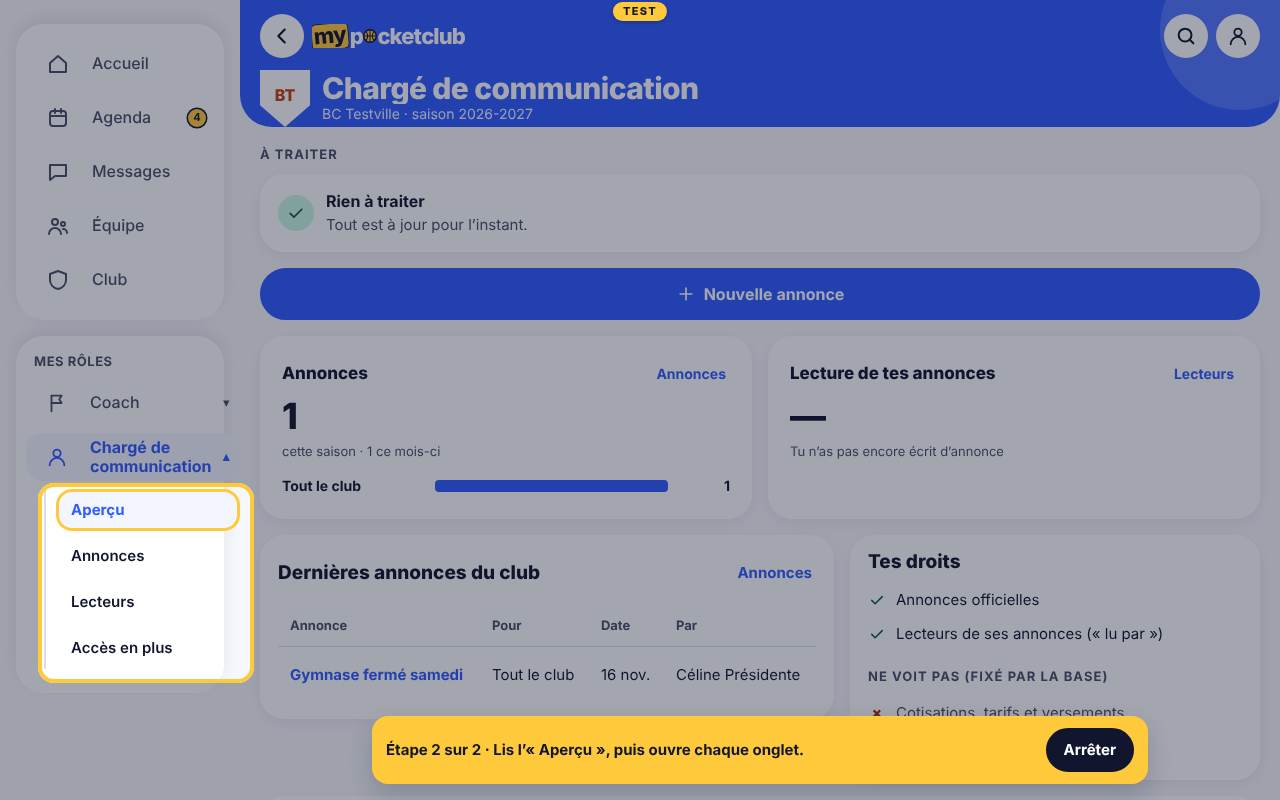 TEST
Accueil
Agenda
4
Messages
Équipe
Club
MES RÔLES
Coach
Chargé de
communication
Aperçu
Annonces
Lecteurs
Accès en plus
mypocketclub
BT
Chargé de communication
BC Testville · saison 2026-2027
À TRAITER
Rien à traiter
Tout est à jour pour l’instant.
Nouvelle annonce
Annonces
Annonces
1
cette saison · 1 ce mois-ci
Tout le club
1
Lecture de tes annonces
Lecteurs
—
Tu n’as pas encore écrit d’annonce
Dernières annonces du club
Annonces
Annonce Pour Date Par
Gymnase fermé samedi Tout le club 16 nov. Céline Présidente
Tes droits
Annonces officielles
Lecteurs de ses annonces (« lu par »)
NE VOIT PAS (FIXÉ PAR LA BASE)
Cotisations, tarifs et versements
Étape 2 sur 2 · Lis l’« Aperçu », puis ouvre chaque onglet.
Arrêter